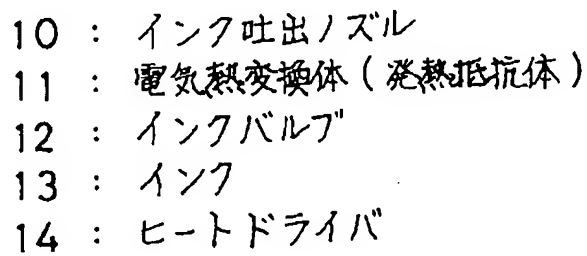 10 : インク吐出ノズル
11 : 電気熱変換体 (発熱抵抗体)
12 : インクバルブ
13 : インク
14 : ヒートドライバ